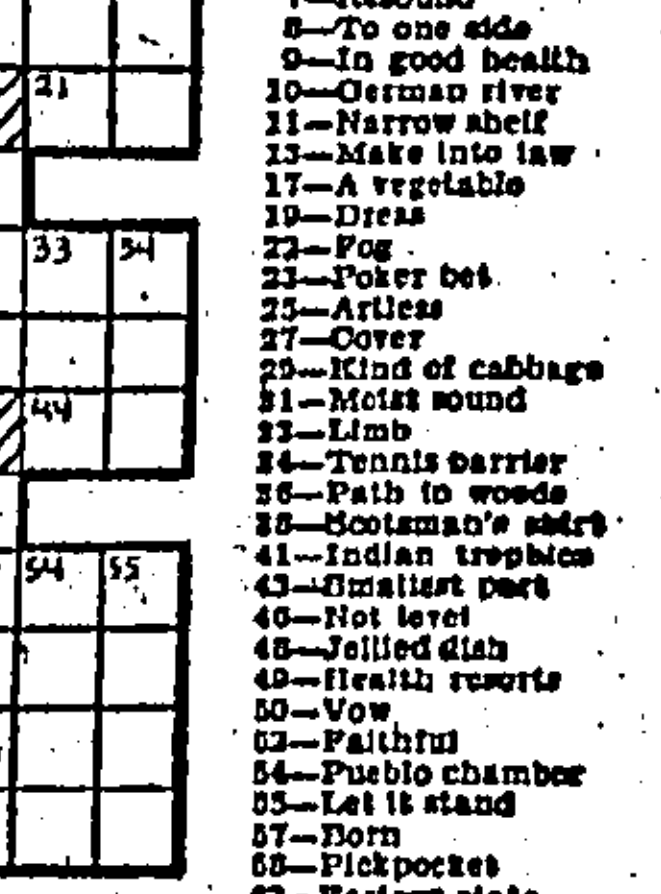 21
33 34
44
54 55
8—To one side
9—In good health
10—German river
11—Narrow shelf
13—Make into law
17—A vegetable
19—Dress
22—Fog
23—Poker bet
25—Artless
27—Cover
29—Kind of cabbage
31—Moist sound
33—Limb
34—Tennis barrier
36—Path in woods
38—Scotsman's skirt
41—Indian trophies
43—Smallest part
46—Not level
48—Jellied dish
49—Health resorts
50—Vow
52—Faithful
54—Pueblo chamber
55—Let it stand
57—Born
—Pickpocket